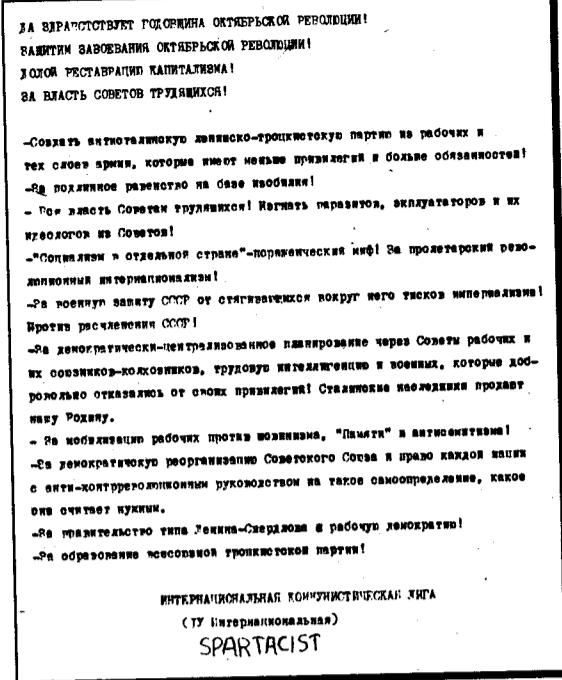 ДА ЗДРАВСТСТВУЕТ ГОДОВЩИНА ОКТЯБРЬСКОЙ РЕВОЛЮЦИИ!
ЗАЩИТИМ ЗАВОЕВАНИЯ ОКТЯБРЬСКОЙ РЕВОЛЮЦИИ!
ДОЛОЙ РЕСТАВРАЦИЮ КАПИТАЛИЗМА!
ЗА ВЛАСТЬ СОВЕТОВ ТРУДЯЩИХСЯ!
-Создать антисталинскую ленинско-троцкистскую партию из рабочих и
тех слоев армии, которые имеют меньше привилегий и больше обязанностей!
-За подлинное равенство на базе изобилия!
- Вся власть Советам трудящихся! Изгнать паразитов, эксплуататоров и их
идеологов из Советов!
-"Социализм в отдельной стране"-пораженческий миф! За пролетарский рево-
люционный интернационализм!
-За военную защиту СССР от стягивающихся вокруг него тисков империализма!
Против расчленения СССР!
-За демократически-централизованное планирование через Советы рабочих и
их союзников-колхозников, трудовую интеллигенцию и военных, которые доб-
ровольно отказались от своих привилегий! Сталинские наследники продают
нашу Родину.
- За мобилизацию рабочих против шовинизма, "Памяти" и антисемитизма!
-За демократическую реорганизацию Советского Союза и право каждой нации
с анти-контрреволюционным руководством на такое самоопределение, какое
она считает нужным.
-За правительство типа Ленина-Свердлова и рабочую демократию!
-За образование всесоюзной троцкистской партии!
ИНТЕРНАЦИОНАЛЬНАЯ КОММУНИСТИЧЕСКАЯ ЛИГА
(IУ Интернациональная)
SPARTACIST